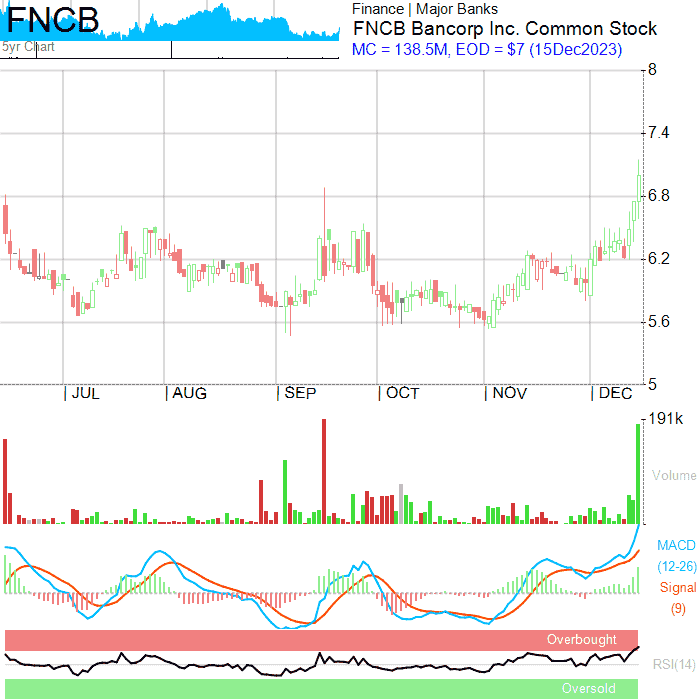 FNCB
5yr Chart
Finance | Major Banks
FNCB Bancorp Inc. Common Stock
MC = 138.5M, EOD = $7 (15Dec2023)
8
7.4
6.8
6.2
5.6
5
| JUL | AUG | SEP | OCT | NOV | DEC
191k
Volume
MACD
(12-26)
Signal
(9)
Overbought
RSI(14)
Oversold